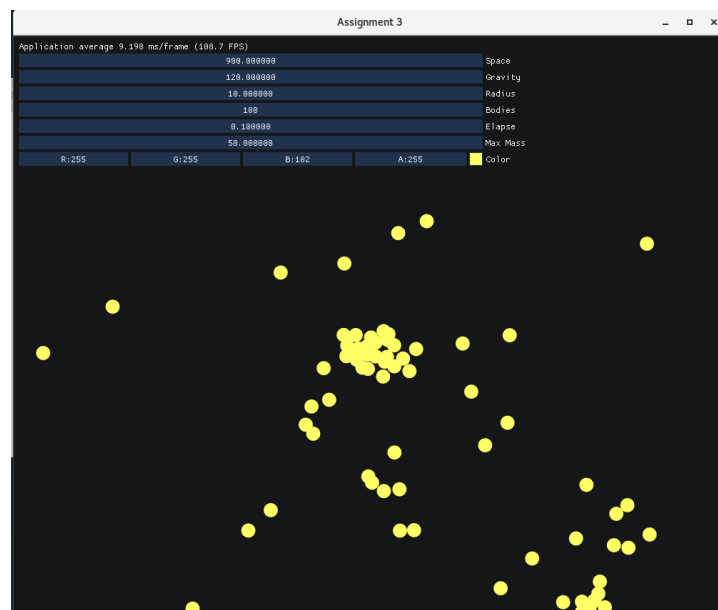 Assignment 3
Application average 9.198 ms/frame (108.7 FPS)
900.000000 Space
120.000000 Gravity
10.000000 Radius
100 Bodies
0.100000 Elapse
50.000000 Max Mass
R:255 G:255 B:102 A:255 Color